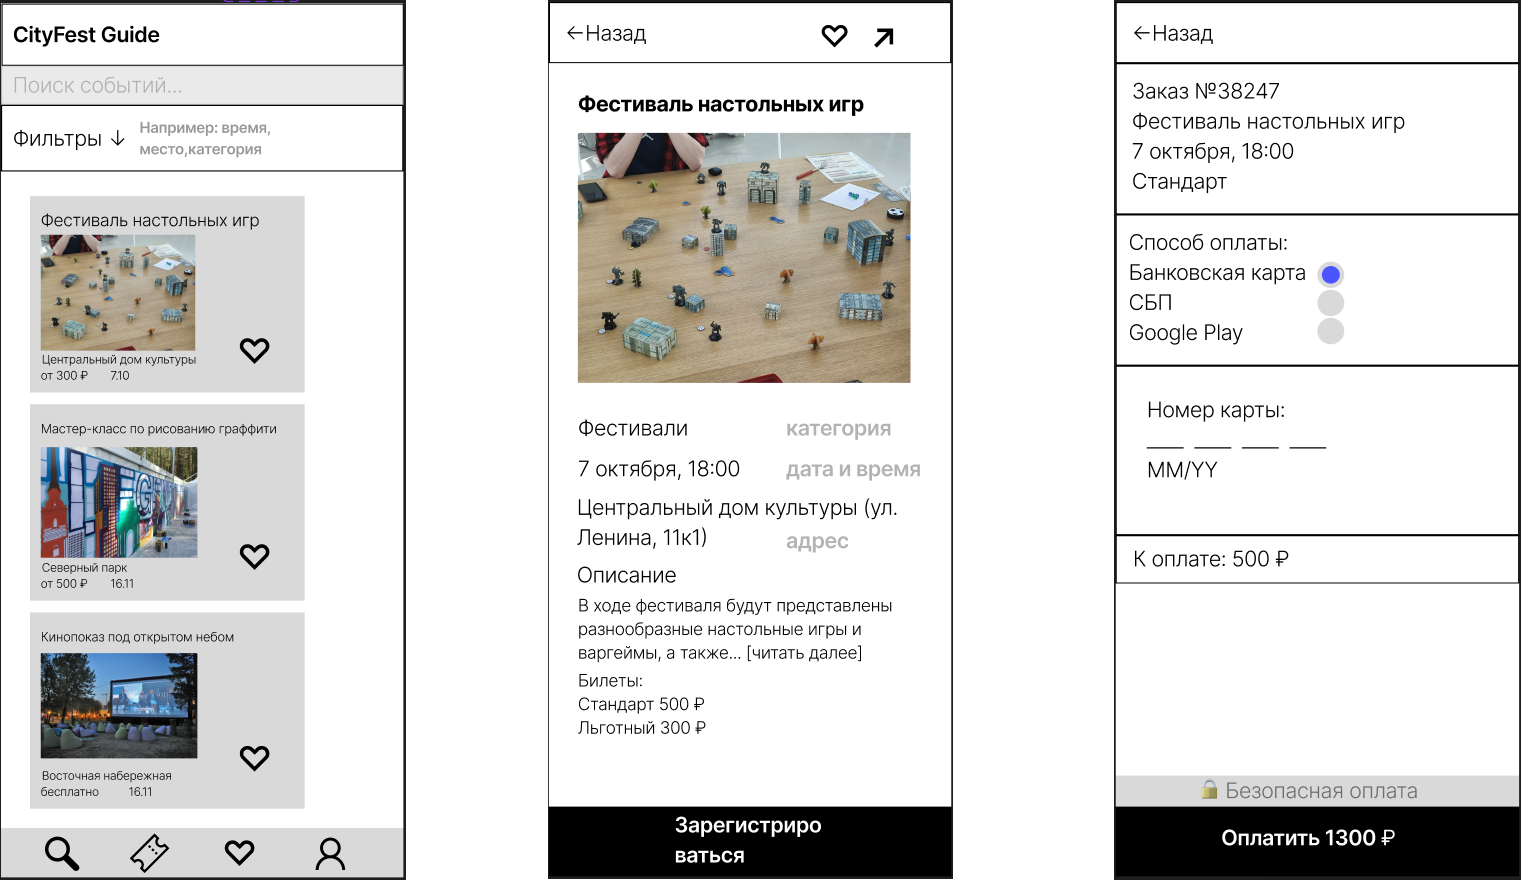 CityFest Guide
Поиск событий...
Фильтры ↓
Например: время,
место,категория
Фестиваль настольных игр
Центральный дом культуры
от 300 ₽ 7.10
Мастер-класс по рисованию граффити
Северный парк
от 500 ₽ 16.11
Кинопоказ под открытом небом
Восточная набережная
бесплатно 16.11
←Назад
Фестиваль настольных игр
Фестивали категория
7 октября, 18:00 дата и время
Центральный дом культуры (ул.
Ленина, 11к1) адрес
Описание
В ходе фестиваля будут представлены
разнообразные настольные игры и
варгеймы, а также... [читать далее]
Билеты:
Стандарт 500 ₽
Льготный 300 ₽
Зарегистриро
ваться
←Назад
Заказ №38247
Фестиваль настольных игр
7 октября, 18:00
Стандарт
Способ оплаты:
Банковская карта
СБП
Google Play
Номер карты:
__ __ __ __
MM/YY
К оплате: 500 ₽
🔒 Безопасная оплата
Оплатить 1300 ₽